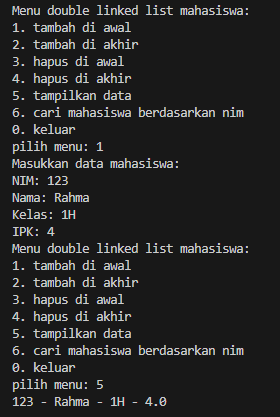 Menu double linked list mahasiswa:
1. tambah di awal
2. tambah di akhir
3. hapus di awal
4. hapus di akhir
5. tampilkan data
6. cari mahasiswa berdasarkan nim
0. keluar
pilih menu: 1
Masukkan data mahasiswa:
NIM: 123
Nama: Rahma
Kelas: 1H
IPK: 4
Menu double linked list mahasiswa:
1. tambah di awal
2. tambah di akhir
3. hapus di awal
4. hapus di akhir
5. tampilkan data
6. cari mahasiswa berdasarkan nim
0. keluar
pilih menu: 5
123 - Rahma - 1H - 4.0